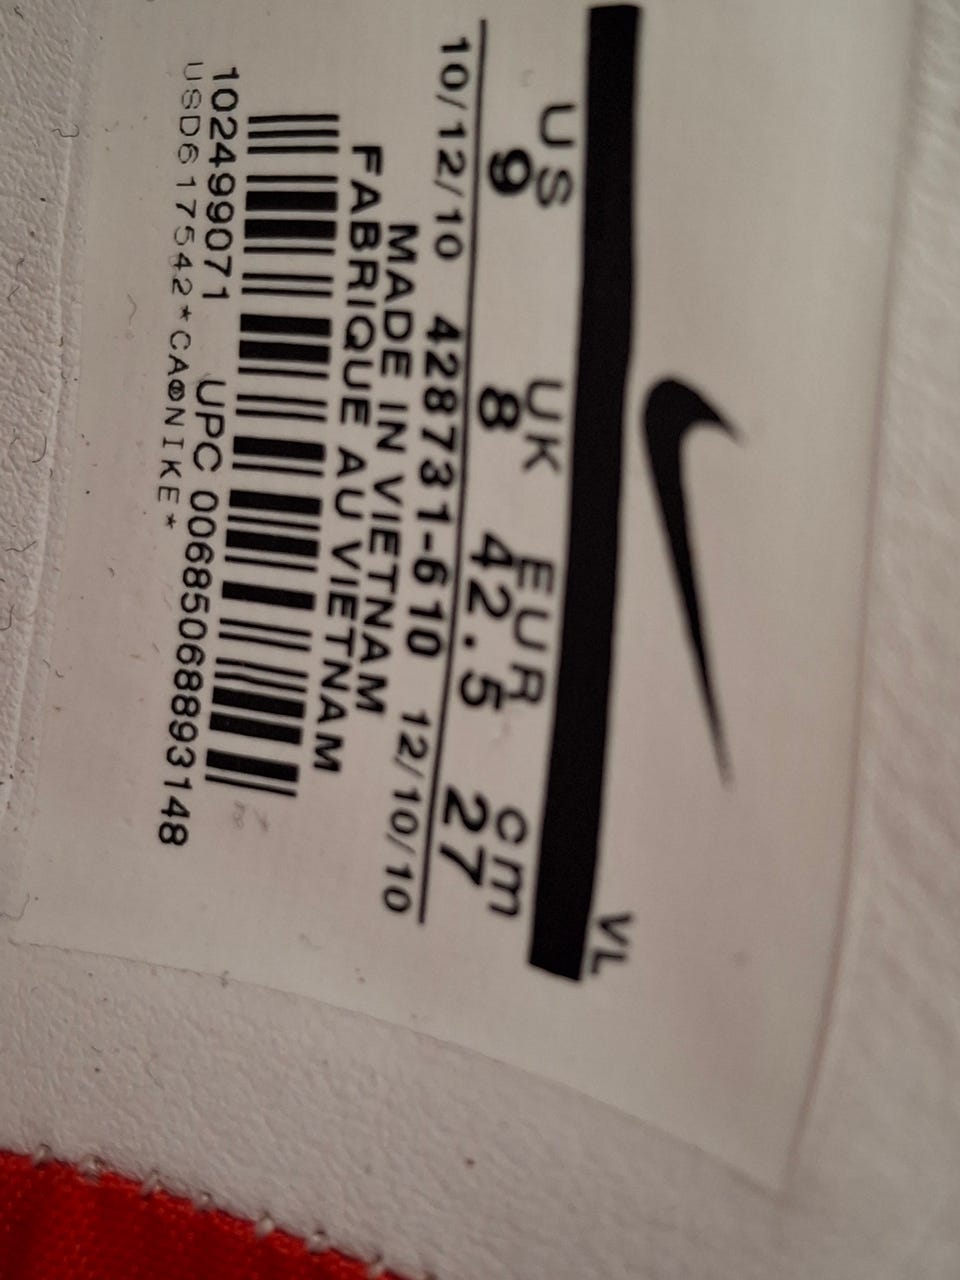 VL
US UK EUR cm
9 8 42.5 27
10/12/10 428731-610 12/10/10
MADE IN VIETNAM
FABRIQUE AU VIETNAM
1024999071 UPC 00685068893148
USD617542*CA®NIKE*